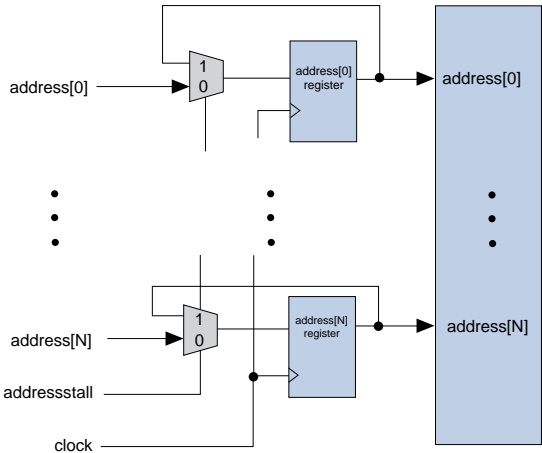 1
0
address[0]
address[0]
register
address[0]
1
0
address[N]
address[N]
register
address[N]
addressstall
clock